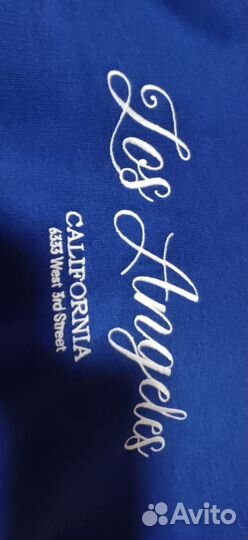 Los Angeles
CALIFORNIA
6333 West 3rd Street
Avito